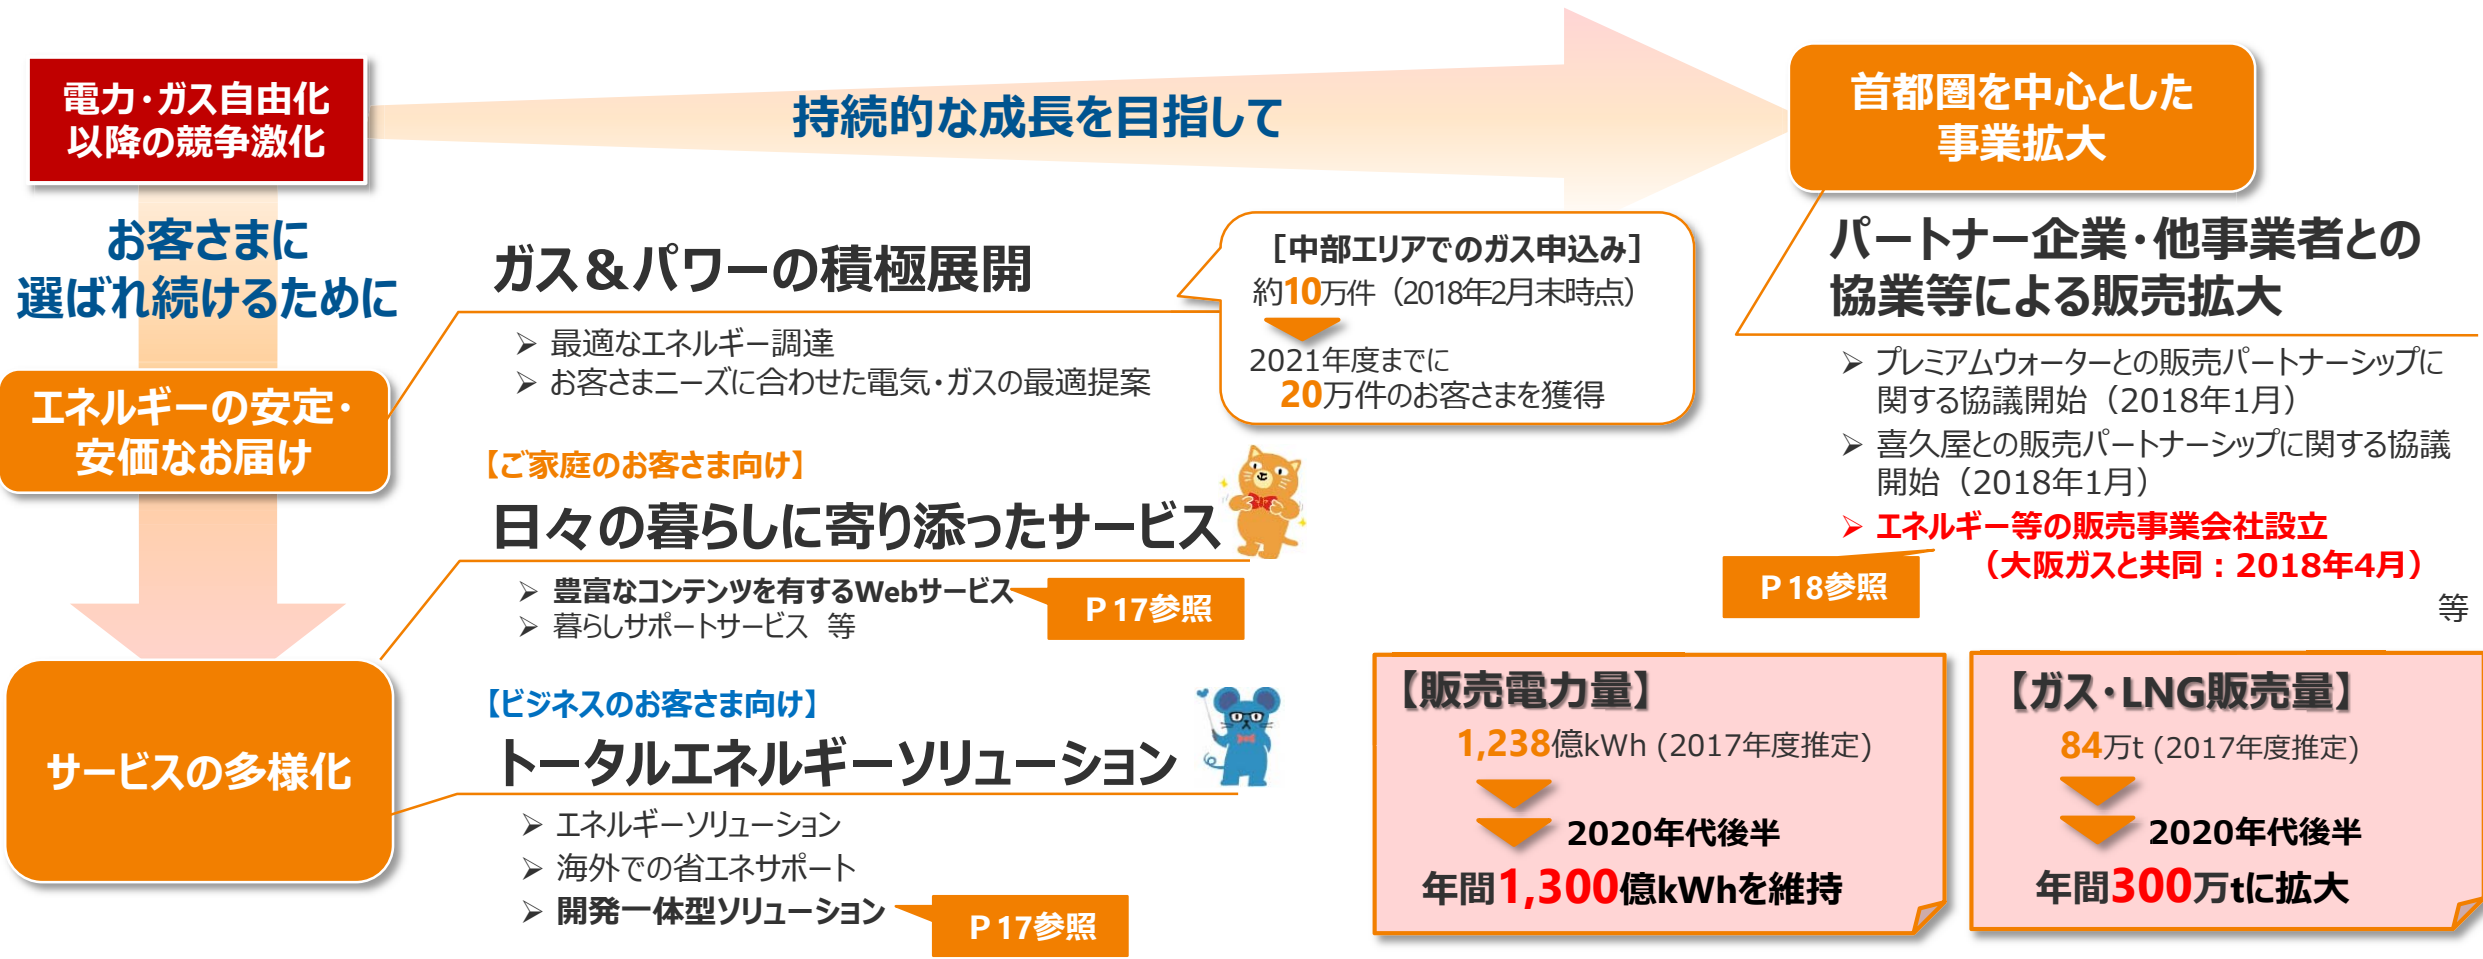 電力・ガス自由化
以降の競争激化
持続的な成長を目指して
首都圏を中心とした
事業拡大
お客さまに
選ばれ続けるために
エネルギーの安定・
安価なお届け
サービスの多様化
ガス＆パワーの積極展開
➢ 最適なエネルギー調達
➢ お客さまニーズに合わせた電気・ガスの最適提案
［中部エリアでのガス申込み］
約10万件（2018年2月末時点）
2021年度までに
20万件のお客さまを獲得
【ご家庭のお客さま向け】
日々の暮らしに寄り添ったサービス
➢ 豊富なコンテンツを有するWebサービス
➢ 暮らしサポートサービス 等
Ｐ17参照
【ビジネスのお客さま向け】
トータルエネルギーソリューション
➢ エネルギーソリューション
➢ 海外での省エネサポート
➢ 開発一体型ソリューション
Ｐ17参照
パートナー企業・他事業者との
協業等による販売拡大
➢ プレミアムウォーターとの販売パートナーシップに
関する協議開始（2018年1月）
➢ 喜久屋との販売パートナーシップに関する協議
開始（2018年1月）
➢ エネルギー等の販売事業会社設立
（大阪ガスと共同：2018年4月）
Ｐ18参照
等
【販売電力量】
1,238億kWh (2017年度推定)
2020年代後半
年間1,300億kWhを維持
【ガス・LNG販売量】
84万t (2017年度推定)
2020年代後半
年間300万tに拡大